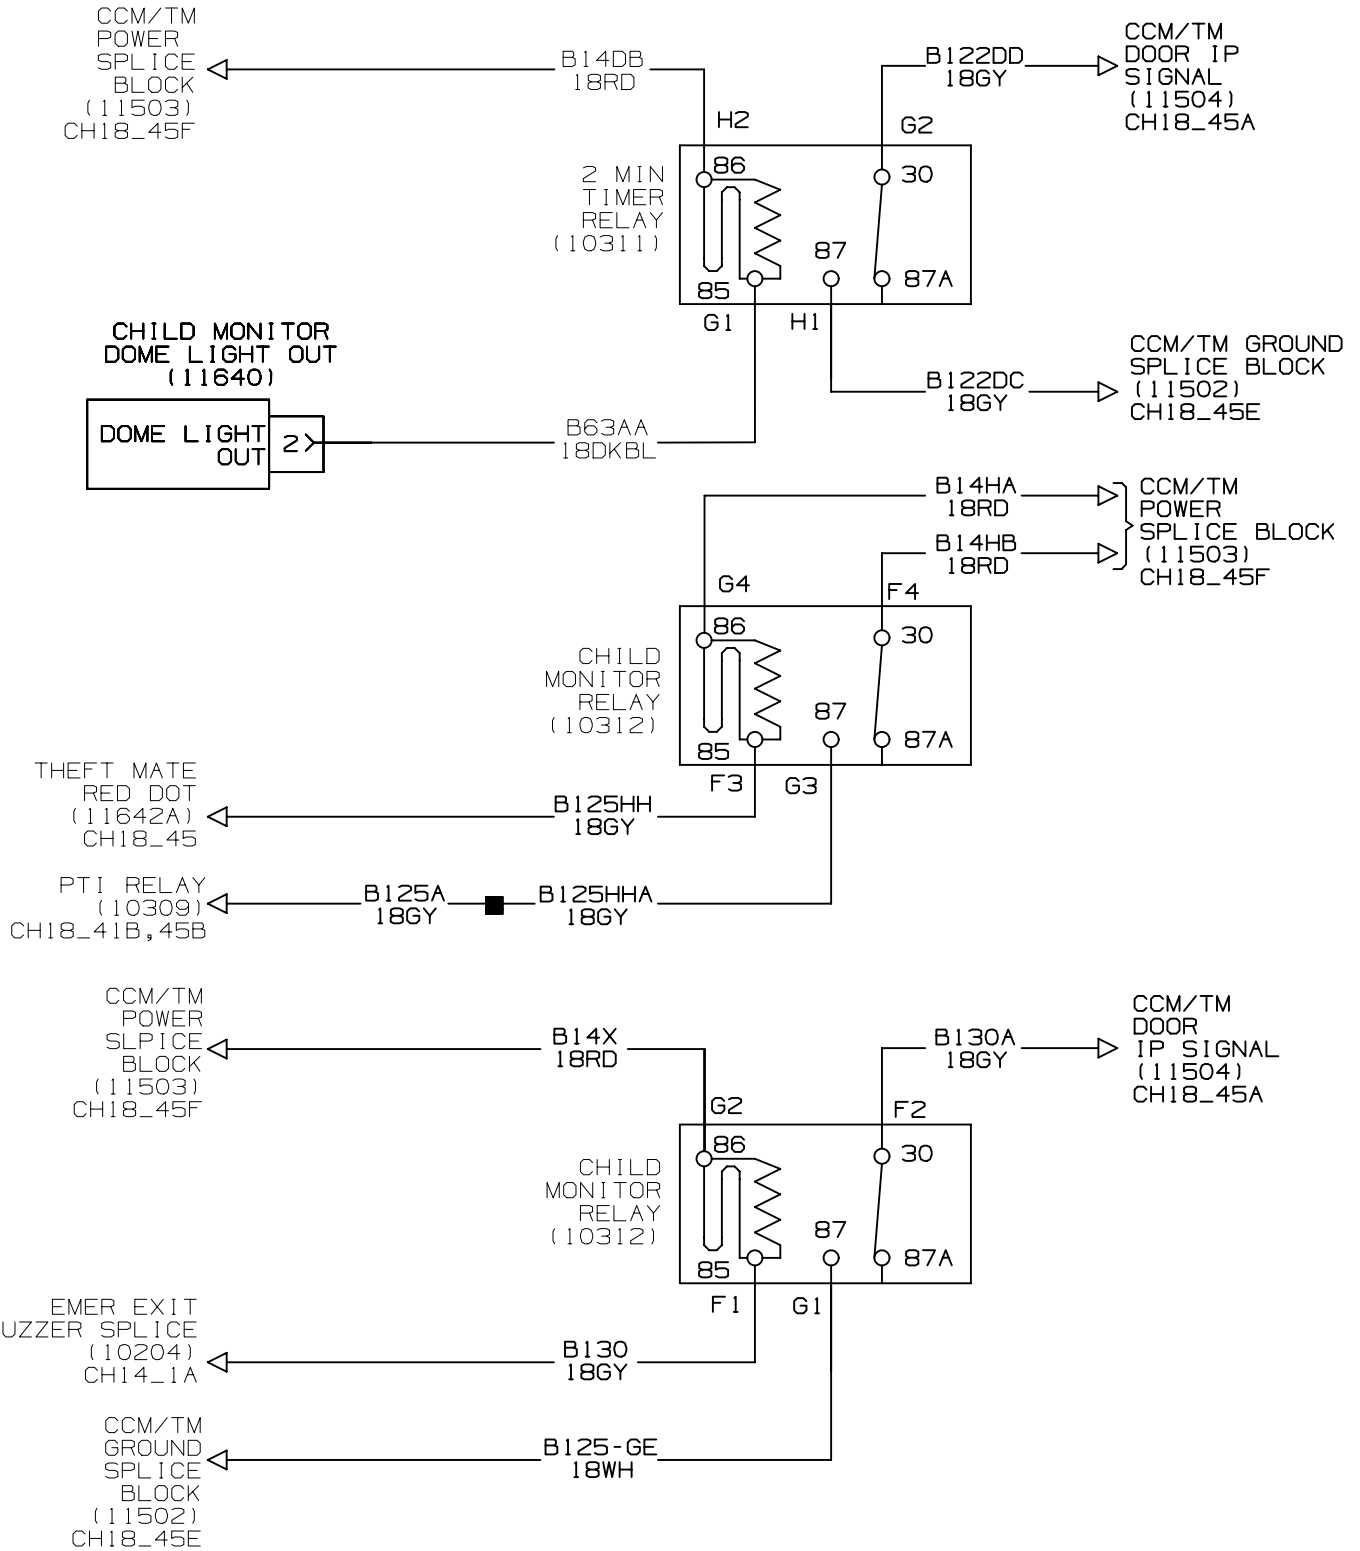 CCM/TM
POWER
SPLICE
BLOCK
(11503)
CH18_45F
B14DB
18RD
B122DD
18GY
CCM/TM
DOOR IP
SIGNAL
(11504)
CH18_45A
H2
G2
2 MIN
TIMER
RELAY
(10311)
86
30
87
87A
85
G1
H1
CHILD MONITOR
DOME LIGHT OUT
(11640)
DOME LIGHT
OUT
2
B63AA
18DKBL
B122DC
18GY
CCM/TM GROUND
SPLICE BLOCK
(11502)
CH18_45E
B14HA
18RD
B14HB
18RD
CCM/TM
POWER
SPLICE BLOCK
(11503)
CH18_45F
G4
F4
CHILD
MONITOR
RELAY
(10312)
86
30
87
87A
85
F3
G3
THEFT MATE
RED DOT
(11642A)
CH18_45
B125HH
18GY
PTI RELAY
(10309)
CH18_41B,45B
B125A
18GY
B125HHA
18GY
CCM/TM
POWER
SLPICE
BLOCK
(11503)
CH18_45F
B14X
18RD
B130A
18GY
CCM/TM
DOOR
IP SIGNAL
(11504)
CH18_45A
G2
F2
CHILD
MONITOR
RELAY
(10312)
86
30
87
87A
85
F1
G1
EMER EXIT
UZZER SPLICE
(10204)
CH14_1A
B130
18GY
CCM/TM
GROUND
SPLICE
BLOCK
(11502)
CH18_45E
B125-GE
18WH